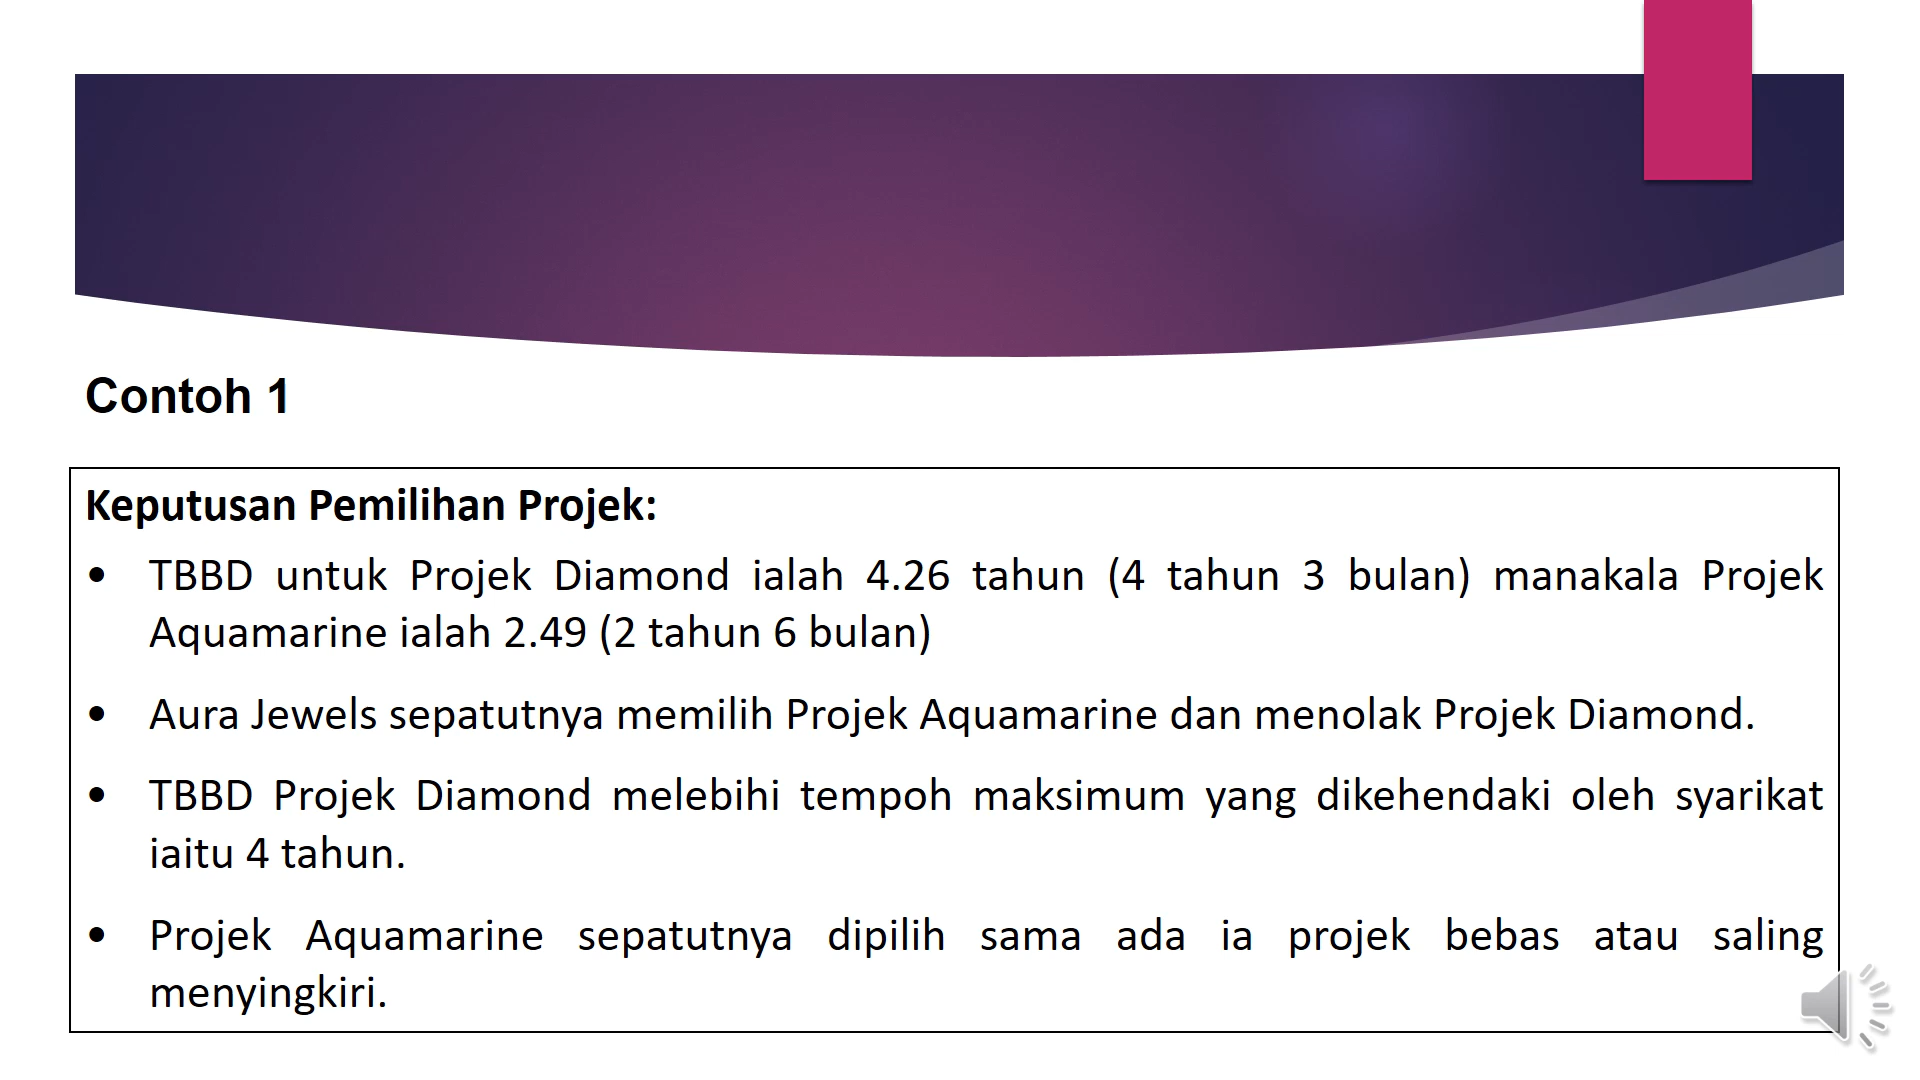 Contoh 1
Keputusan Pemilihan Projek:
• TBBD untuk Projek Diamond ialah 4.26 tahun (4 tahun 3 bulan) manakala Projek
Aquamarine ialah 2.49 (2 tahun 6 bulan)
• Aura Jewels sepatutnya memilih Projek Aquamarine dan menolak Projek Diamond.
• TBBD Projek Diamond melebihi tempoh maksimum yang dikehendaki oleh syarikat
iaitu 4 tahun.
• Projek Aquamarine sepatutnya dipilih sama ada ia projek bebas atau saling
menyingkiri.